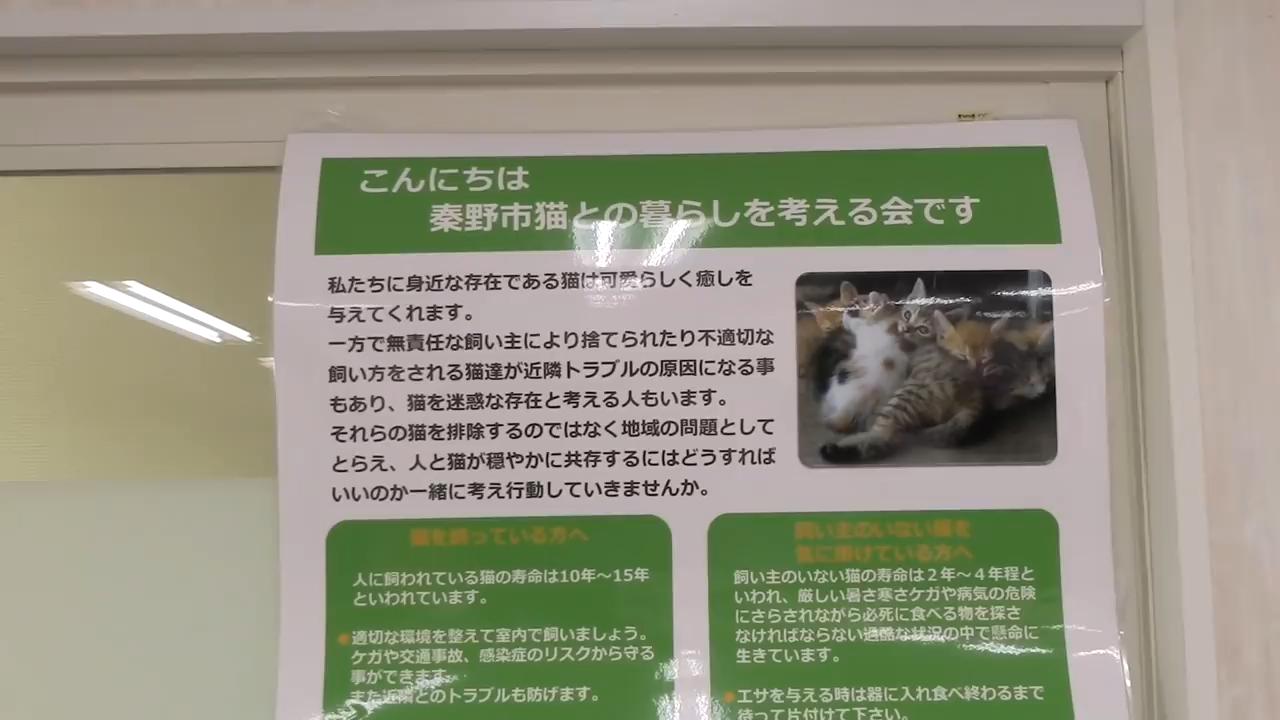 こんにちは
秦野市猫との暮らしを考える会です
私たちに身近な存在である猫は可愛らしく癒しを
与えてくれます。
一方で無責任な飼い主により捨てられたり不適切な
飼い方をされる猫達が近隣トラブルの原因になる事
もあり、猫を迷惑な存在と考える人もいます。
それらの猫を排除するのではなく地域の問題として
とらえ、人と猫が穏やかに共存するにはどうすれば
いいのか一緒に考え行動していきませんか。
猫を飼っている方へ
人に飼われている猫の寿命は10年～15年
といわれています。
●適切な環境を整えて室内で飼いましょう。
ケガや交通事故、感染症のリスクから守る
事ができます。
また近隣とのトラブルも防げます。
飼い主のいない猫を
気に掛けている方へ
飼い主のいない猫の寿命は２年～４年程と
いわれ、厳しい暑さ寒さケガや病気の危険
にさらされながら必死に食べる物を探さ
なければならない過酷な状況の中で懸命に
生きています。
●エサを与える時は器に入れ食べ終わるまで
待って片付けて下さい。